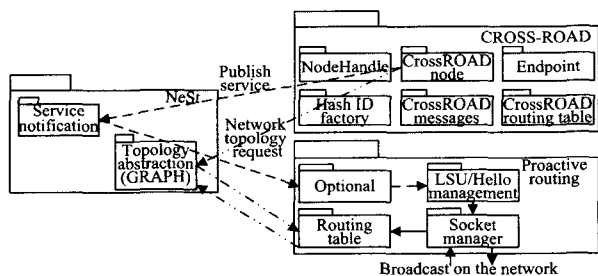 CROSS-ROAD
NodeHandle
CrossROAD
node
Endpoint
Hash ID
factory
CrossROAD
messages
CrossROAD
routing table
Publish
service
NeSt
Service
notification
Network
topology
request
Topology
abstraction
(GRAPH)
Proactive
routing
Optional
LSU/Hello
management
Routing
table
Socket
manager
Broadcast on the network